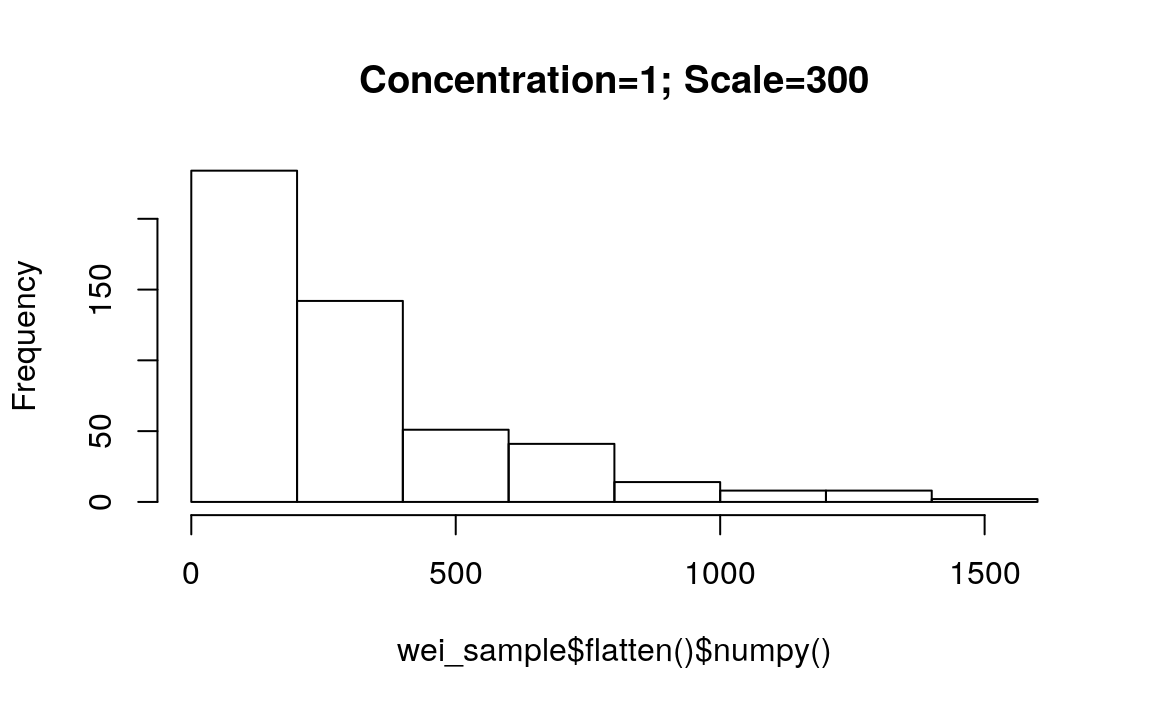 Concentration=1; Scale=300
Frequency
150
50
0
0 500 1000 1500
wei_sample$flatten()$numpy()